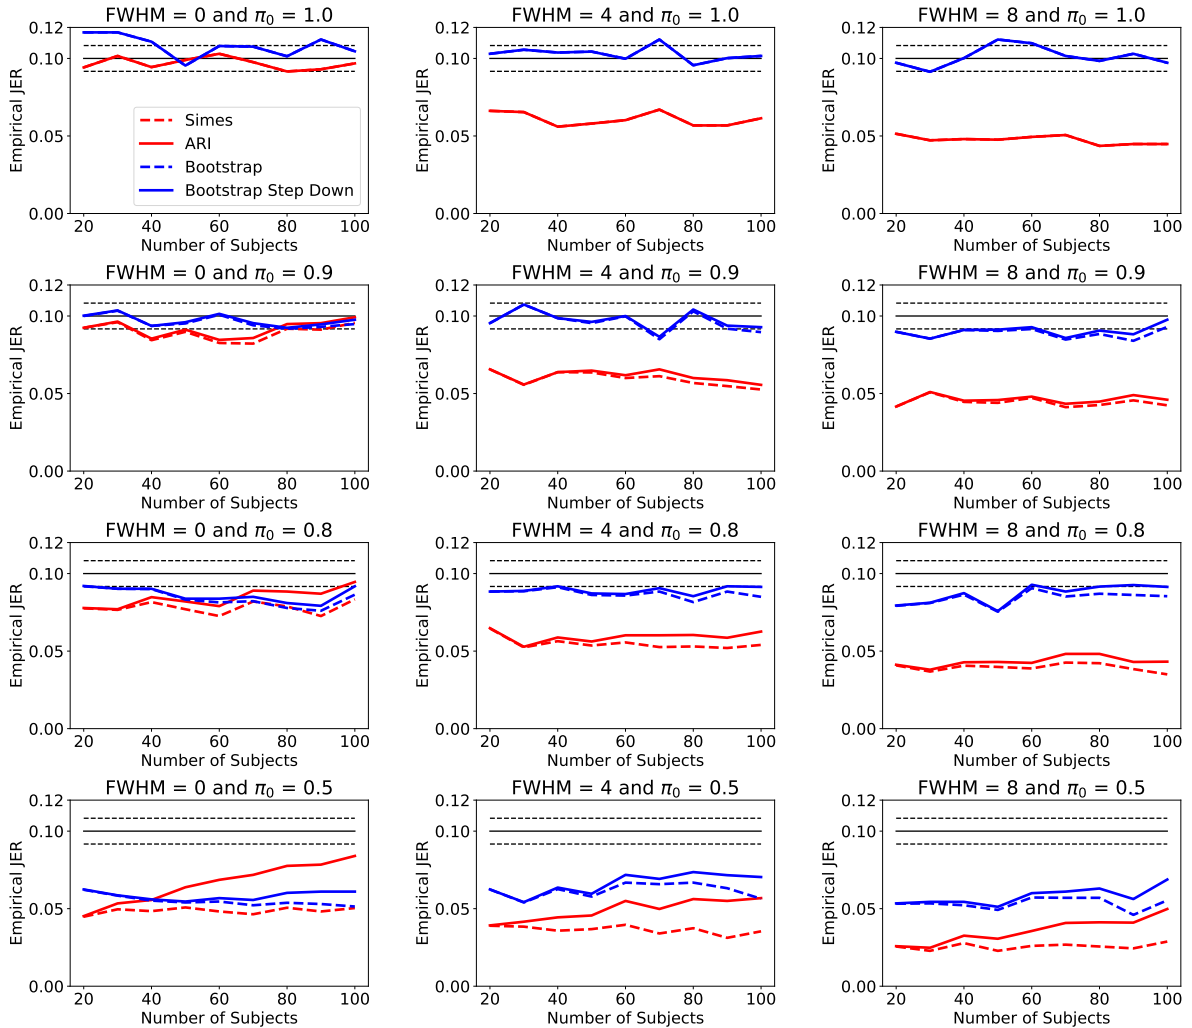 FWHM = 0 and π₀ = 1.0
0.12
0.10
0.05
0.00
Empirical JER
Simes
ARI
Bootstrap
Bootstrap Step Down
20 40 60 80 100
Number of Subjects
FWHM = 4 and π₀ = 1.0
0.12
0.10
0.05
0.00
Empirical JER
20 40 60 80 100
Number of Subjects
FWHM = 8 and π₀ = 1.0
0.12
0.10
0.05
0.00
Empirical JER
20 40 60 80 100
Number of Subjects
FWHM = 0 and π₀ = 0.9
0.12
0.10
0.05
0.00
Empirical JER
20 40 60 80 100
Number of Subjects
FWHM = 4 and π₀ = 0.9
0.12
0.10
0.05
0.00
Empirical JER
20 40 60 80 100
Number of Subjects
FWHM = 8 and π₀ = 0.9
0.12
0.10
0.05
0.00
Empirical JER
20 40 60 80 100
Number of Subjects
FWHM = 0 and π₀ = 0.8
0.12
0.10
0.05
0.00
Empirical JER
20 40 60 80 100
Number of Subjects
FWHM = 4 and π₀ = 0.8
0.12
0.10
0.05
0.00
Empirical JER
20 40 60 80 100
Number of Subjects
FWHM = 8 and π₀ = 0.8
0.12
0.10
0.05
0.00
Empirical JER
20 40 60 80 100
Number of Subjects
FWHM = 0 and π₀ = 0.5
0.12
0.10
0.05
0.00
Empirical JER
20 40 60 80 100
Number of Subjects
FWHM = 4 and π₀ = 0.5
0.12
0.10
0.05
0.00
Empirical JER
20 40 60 80 100
Number of Subjects
FWHM = 8 and π₀ = 0.5
0.12
0.10
0.05
0.00
Empirical JER
20 40 60 80 100
Number of Subjects